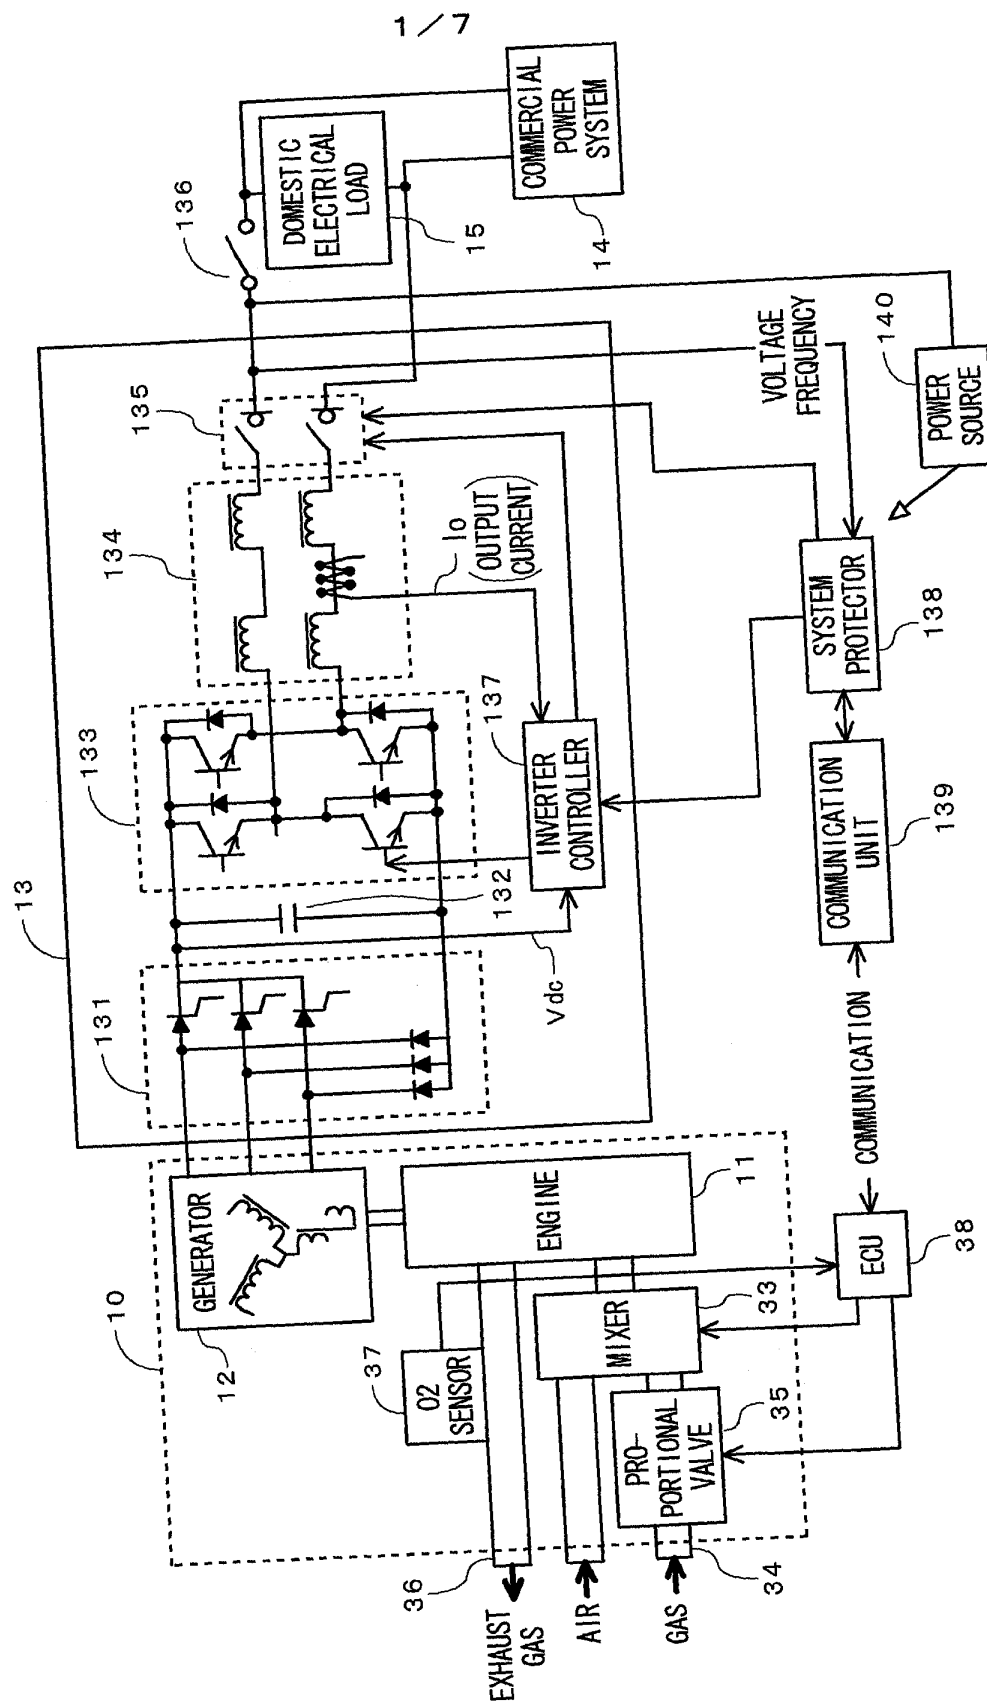 1/7
136
DOMESTIC
ELECTRICAL
LOAD
15
COMMERCIAL
POWER
SYSTEM
14
135
134
Io
(OUTPUT
CURRENT)
VOLTAGE
FREQUENCY
140
POWER
SOURCE
133
137
INVERTER
CONTROLLER
SYSTEM
PROTECTOR
138
13
132
131
Vdc
COMMUNICATION
UNIT
139
COMMUNICATION
10
GENERATOR
12
ENGINE
11
37
O2
SENSOR
MIXER
33
ECU
38
PRO-
PORTIONAL
VALVE
35
36
EXHAUST
GAS
AIR
GAS
34